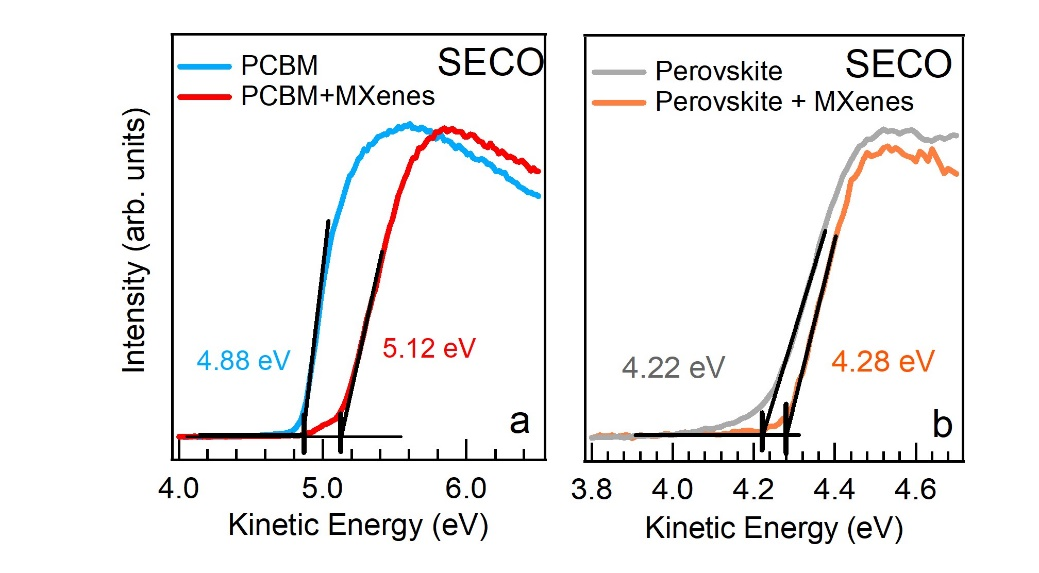 Intensity (arb. units)
PCBM
PCBM+MXenes
SECO
4.88 eV
5.12 eV
a
4.0 5.0 6.0
Kinetic Energy (eV)
Perovskite
Perovskite + MXenes
SECO
4.22 eV
4.28 eV
b
3.8 4.0 4.2 4.4 4.6
Kinetic Energy (eV)